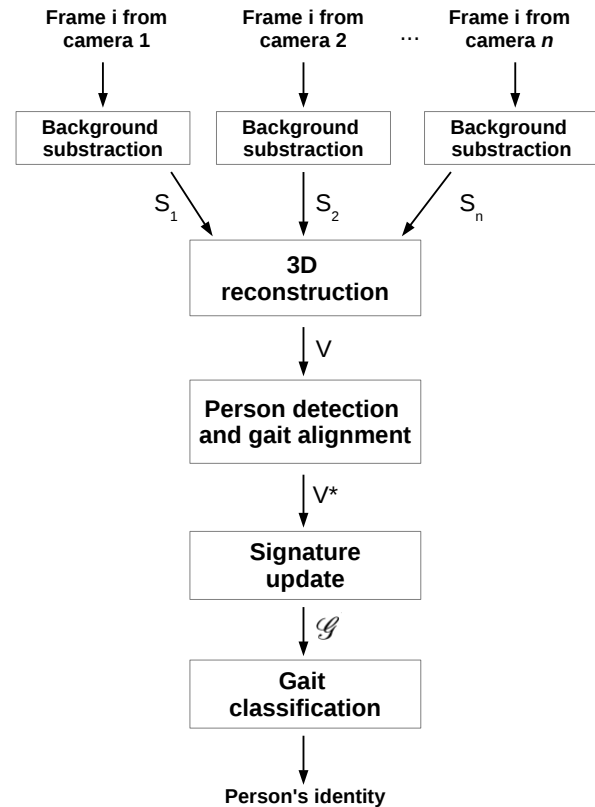 Frame i from
camera 1
Frame i from
camera 2
...
Frame i from
camera n
Background
substraction
Background
substraction
Background
substraction
S1
S2
Sn
3D
reconstruction
V
Person detection
and gait alignment
V*
Signature
update
𝒢
Gait
classification
Person's identity